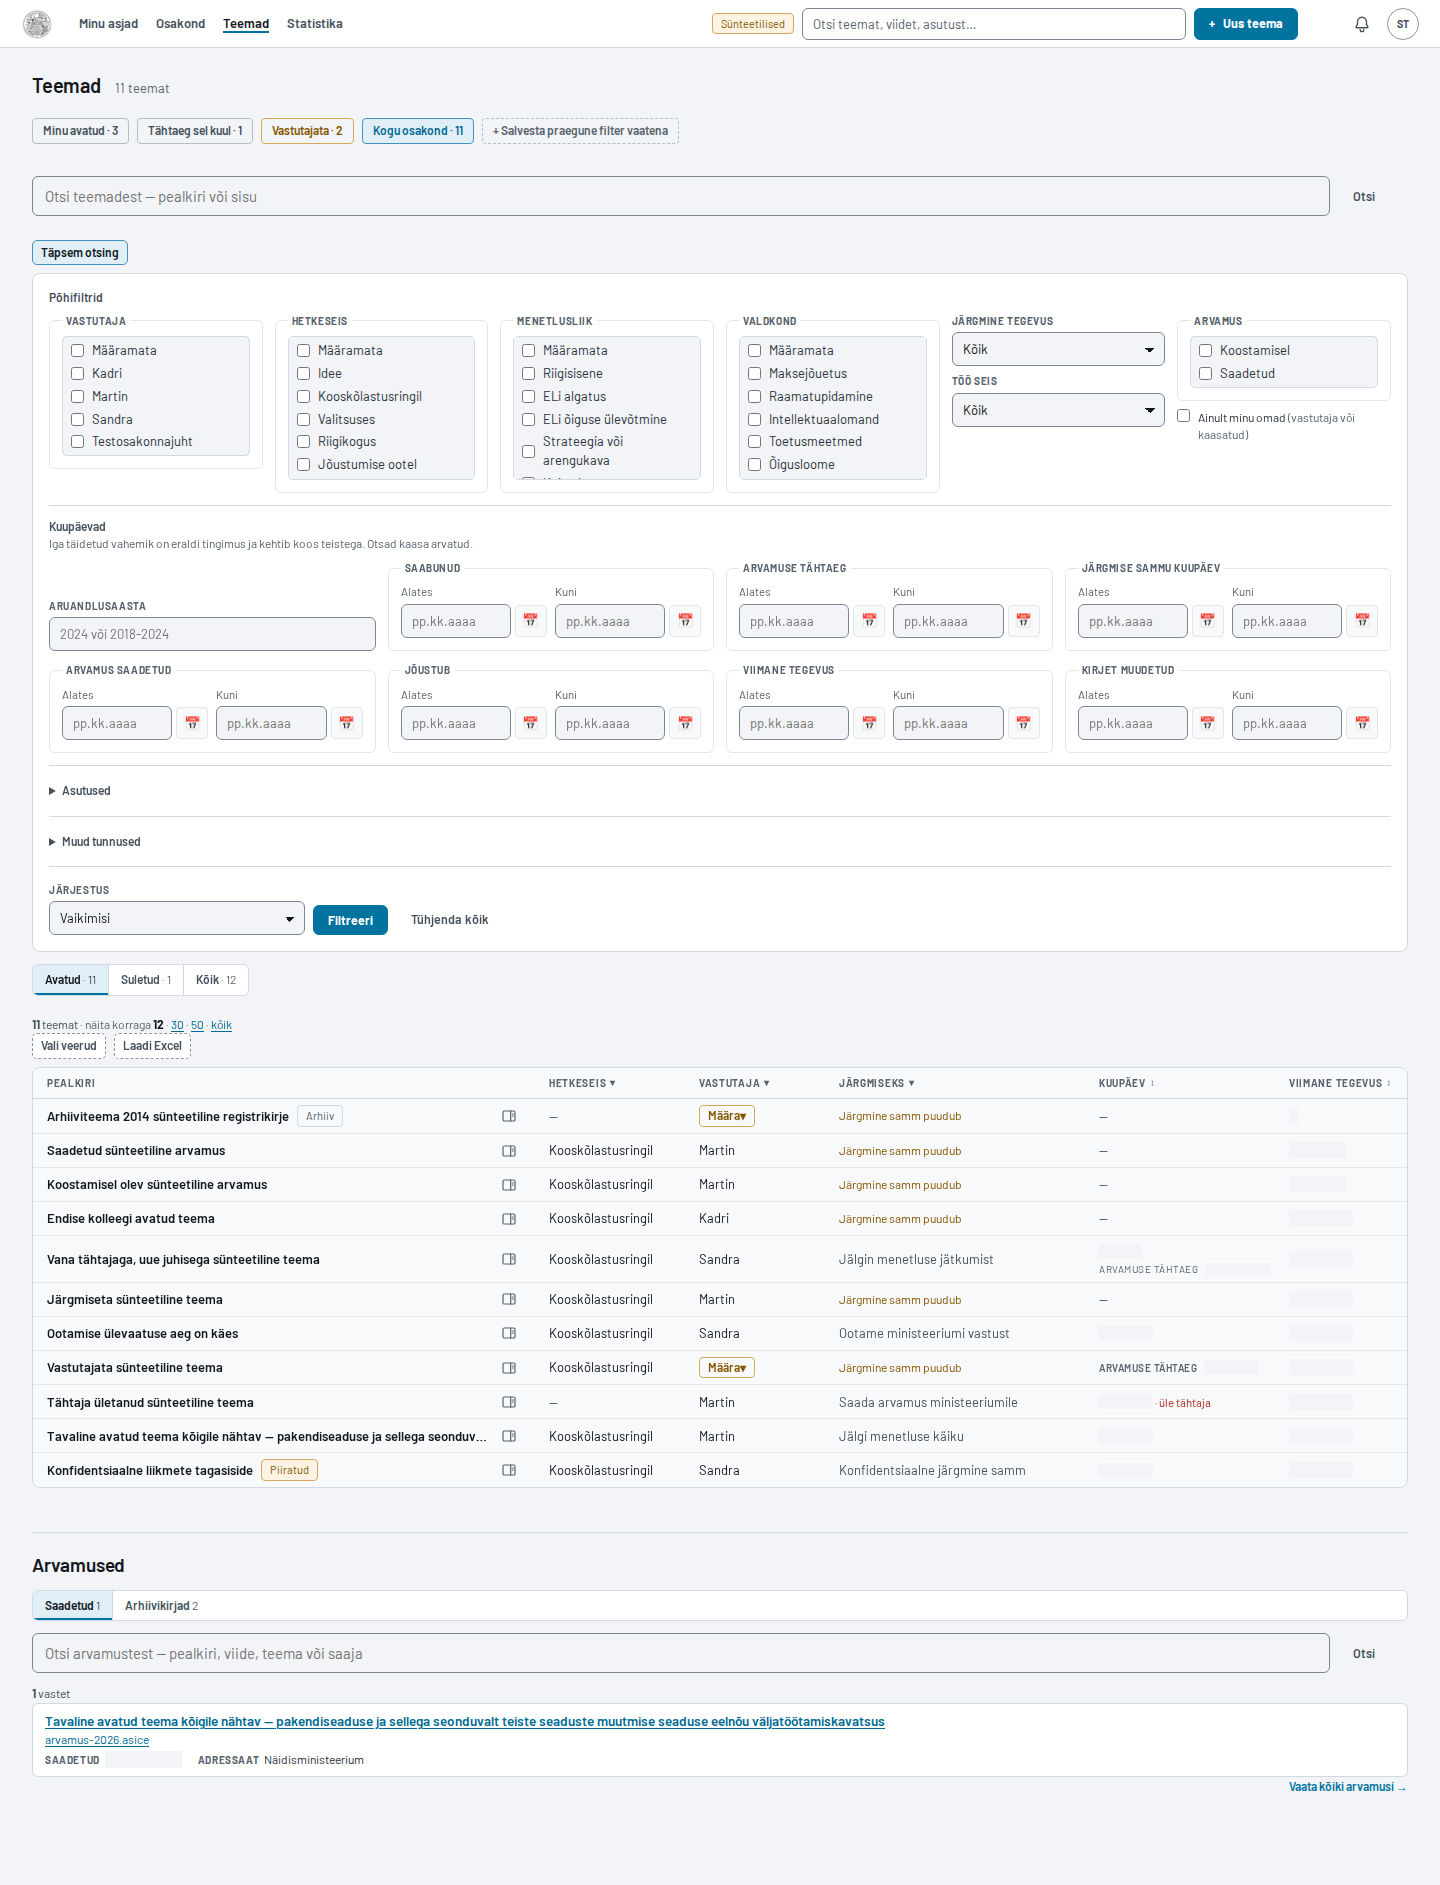 Minu asjad Osakond Teemad Statistika Sünteetilised Otsi teemat, viidet, asutust... + Uus teema ST
Teemad 11 teemat
Minu avatud · 3 Tähtaeg sel kuul · 1 Vastutajata · 2 Kogu osakond · 11 + Salvesta praegune filter vaatena
Otsi teemadest — pealkiri või sisu Otsi
Täpsem otsing
Põhifiltrid
VASTUTAJA
Määramata
Kadri
Martin
Sandra
Testosakonnajuht
HETKESEIS
Määramata
Idee
Kooskõlastusringil
Valitsuses
Riigikogus
Jõustumise ootel
MENETLUSLIIK
Määramata
Riigisisene
ELi algatus
ELi õiguse ülevõtmine
Strateegia või
arengukava
VALDKOND
Määramata
Maksejõuetus
Raamatupidamine
Intellektuaalomand
Toetusmeetmed
Õigusloome
JÄRGMINE TEGEVUS
Kõik
TÖÖ SEIS
Kõik
ARVAMUS
Koostamisel
Saadetud
Ainult minu omad (vastutaja või
kaasatud)
Kuupäevad
Iga täidetud vahemik on eraldi tingimus ja kehtib koos teistega. Otsad kaasa arvatud.
ARUANDLUSAASTA
2024 või 2018-2024
SAABUNUD
Alates Kuni
pp.kk.aaaa pp.kk.aaaa
ARVAMUSE TÄHTAEG
Alates Kuni
pp.kk.aaaa pp.kk.aaaa
JÄRGMISE SAMMU KUUPÄEV
Alates Kuni
pp.kk.aaaa pp.kk.aaaa
ARVAMUS SAADETUD
Alates Kuni
pp.kk.aaaa pp.kk.aaaa
JÕUSTUB
Alates Kuni
pp.kk.aaaa pp.kk.aaaa
VIIMANE TEGEVUS
Alates Kuni
pp.kk.aaaa pp.kk.aaaa
KIRJET MUUDETUD
Alates Kuni
pp.kk.aaaa pp.kk.aaaa
▶ Asutused
▶ Muud tunnused
JÄRJESTUS
Vaikimisi Filtreeri Tühjenda kõik
Avatud · 11 Suletud · 1 Kõik · 12
11 teemat · näita korraga 12 · 30 · 50 · kõik
Vali veerud Laadi Excel
PEALKIRI HETKESEIS ▾ VASTUTAJA ▾ JÄRGMISEKS ▾ KUUPÄEV ↕ VIIMANE TEGEVUS ↕
Arhiiviteema 2014 sünteetiline registrikirje Arhiiv — Määra▾ Järgmine samm puudub —
Saadetud sünteetiline arvamus Kooskõlastusringil Martin Järgmine samm puudub —
Koostamisel olev sünteetiline arvamus Kooskõlastusringil Martin Järgmine samm puudub —
Endise kolleegi avatud teema Kooskõlastusringil Kadri Järgmine samm puudub —
Vana tähtajaga, uue juhisega sünteetiline teema Kooskõlastusringil Sandra Jälgin menetluse jätkumist ARVAMUSE TÄHTAEG
Järgmiseta sünteetiline teema Kooskõlastusringil Martin Järgmine samm puudub —
Ootamise ülevaatuse aeg on käes Kooskõlastusringil Sandra Ootame ministeeriumi vastust
Vastutajata sünteetiline teema Kooskõlastusringil Määra▾ Järgmine samm puudub ARVAMUSE TÄHTAEG
Tähtaja ületanud sünteetiline teema — Martin Saada arvamus ministeeriumile · üle tähtaja
Tavaline avatud teema kõigile nähtav — pakendiseaduse ja sellega seonduv... Kooskõlastusringil Martin Jälgi menetluse käiku
Konfidentsiaalne liikmete tagasiside Piiratud Kooskõlastusringil Sandra Konfidentsiaalne järgmine samm
Arvamused
Saadetud 1 Arhiivikirjad 2
Otsi arvamustest — pealkiri, viide, teema või saaja Otsi
1 vastet
Tavaline avatud teema kõigile nähtav — pakendiseaduse ja sellega seonduvalt teiste seaduste muutmise seaduse eelnõu väljatöötamiskavatsus
arvamus-2026.asice
SAADETUD ADRESSAAT Näidisministeerium
Vaata kõiki arvamusi →